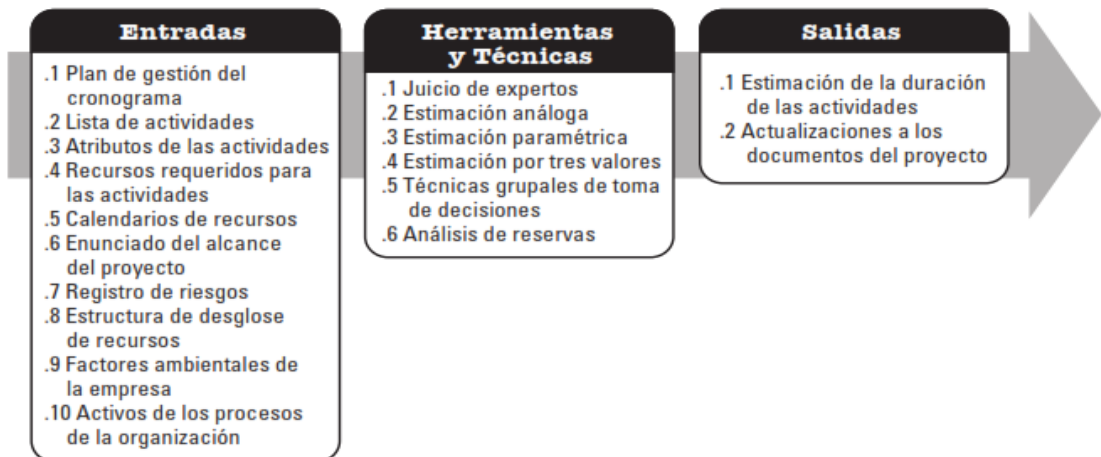 Entradas
.1 Plan de gestión del
cronograma
.2 Lista de actividades
.3 Atributos de las actividades
.4 Recursos requeridos para
las actividades
.5 Calendarios de recursos
.6 Enunciado del alcance
del proyecto
.7 Registro de riesgos
.8 Estructura de desglose
de recursos
.9 Factores ambientales de
la empresa
.10 Activos de los procesos
de la organización
Herramientas
y Técnicas
.1 Juicio de expertos
.2 Estimación análoga
.3 Estimación paramétrica
.4 Estimación por tres valores
.5 Técnicas grupales de toma
de decisiones
.6 Análisis de reservas
Salidas
.1 Estimación de la duración
de las actividades
.2 Actualizaciones a los
documentos del proyecto